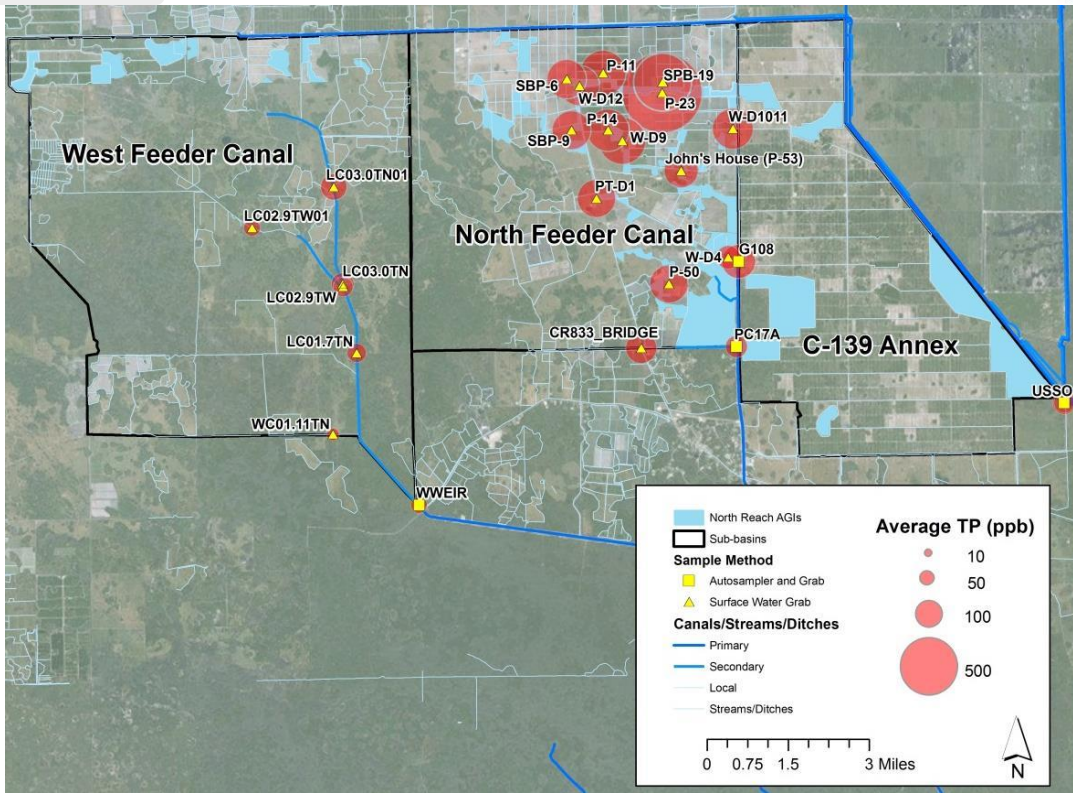 P-11
SPB-19
SBP-6
W-D12
P-23
P-14
W-D1011
SBP-9
W-D9
West Feeder Canal
John's House (P-53)
LC03.0TN01
PT-D1
LC02.9TW01
North Feeder Canal
G108
W-D4
LC03.0TN
P-50
LC02.9TW
CR833_BRIDGE
PC17A
LC01.7TN
C-139 Annex
USSO
WC01.11TN
WWEIR
North Reach AGIs
Sub-basins
Sample Method
Autosampler and Grab
Surface Water Grab
Canals/Streams/Ditches
Primary
Secondary
Local
Streams/Ditches
Average TP (ppb)
10
50
100
500
0 0.75 1.5 3 Miles
N